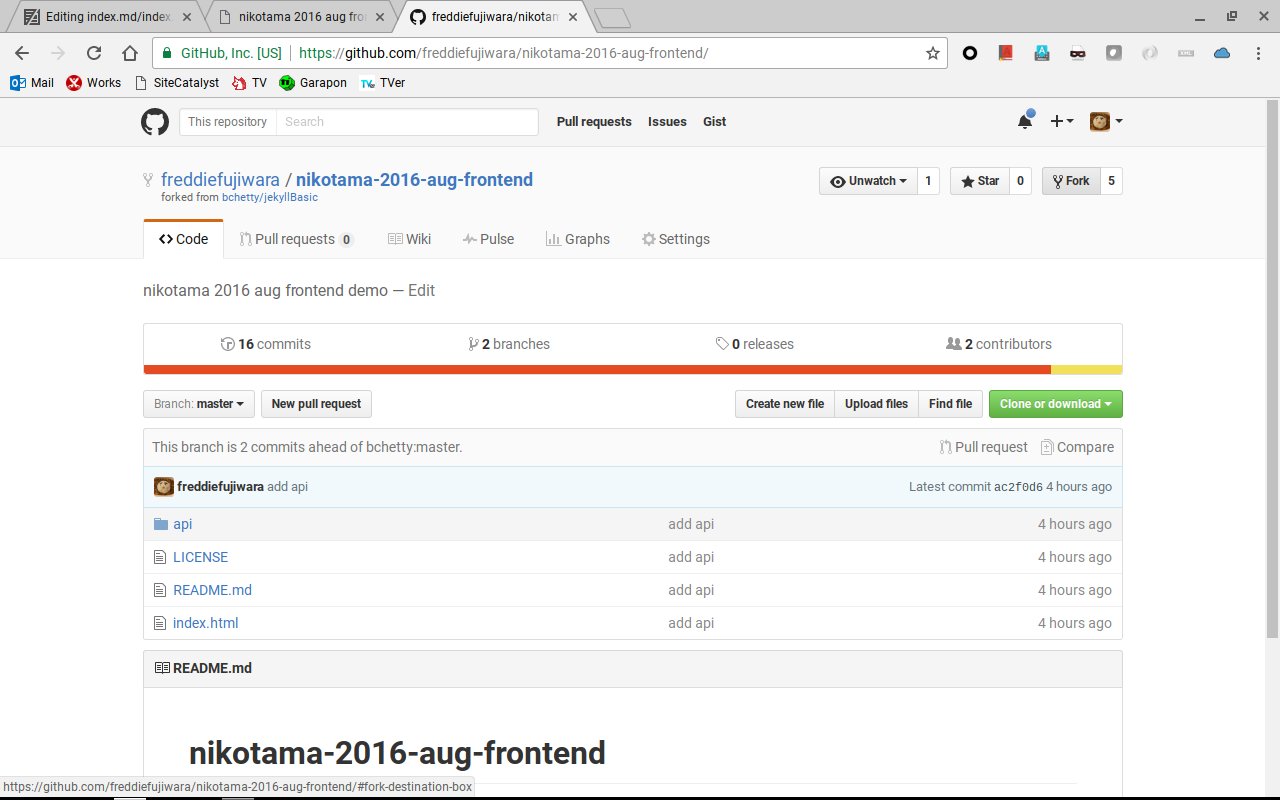 Editing index.md/index.
nikotama 2016 aug fro
freddiefujiwara/nikotam
GitHub, Inc. [US] https://github.com/freddiefujiwara/nikotama-2016-aug-frontend/
Mail Works SiteCatalyst TV Garapon TVer
This repository Search Pull requests Issues Gist
freddiefujiwara / nikotama-2016-aug-frontend
Unwatch 1 Star 0 Fork 5
forked from bchetty/jekyllBasic
Code Pull requests 0 Wiki Pulse Graphs Settings
nikotama 2016 aug frontend demo — Edit
16 commits 2 branches 0 releases 2 contributors
Branch: master New pull request Create new file Upload files Find file Clone or download
This branch is 2 commits ahead of bchetty:master. Pull request Compare
freddiefujiwara add api Latest commit ac2f0d6 4 hours ago
api add api 4 hours ago
LICENSE add api 4 hours ago
README.md add api 4 hours ago
index.html add api 4 hours ago
README.md
nikotama-2016-aug-frontend
https://github.com/freddiefujiwara/nikotama-2016-aug-frontend/#fork-destination-box